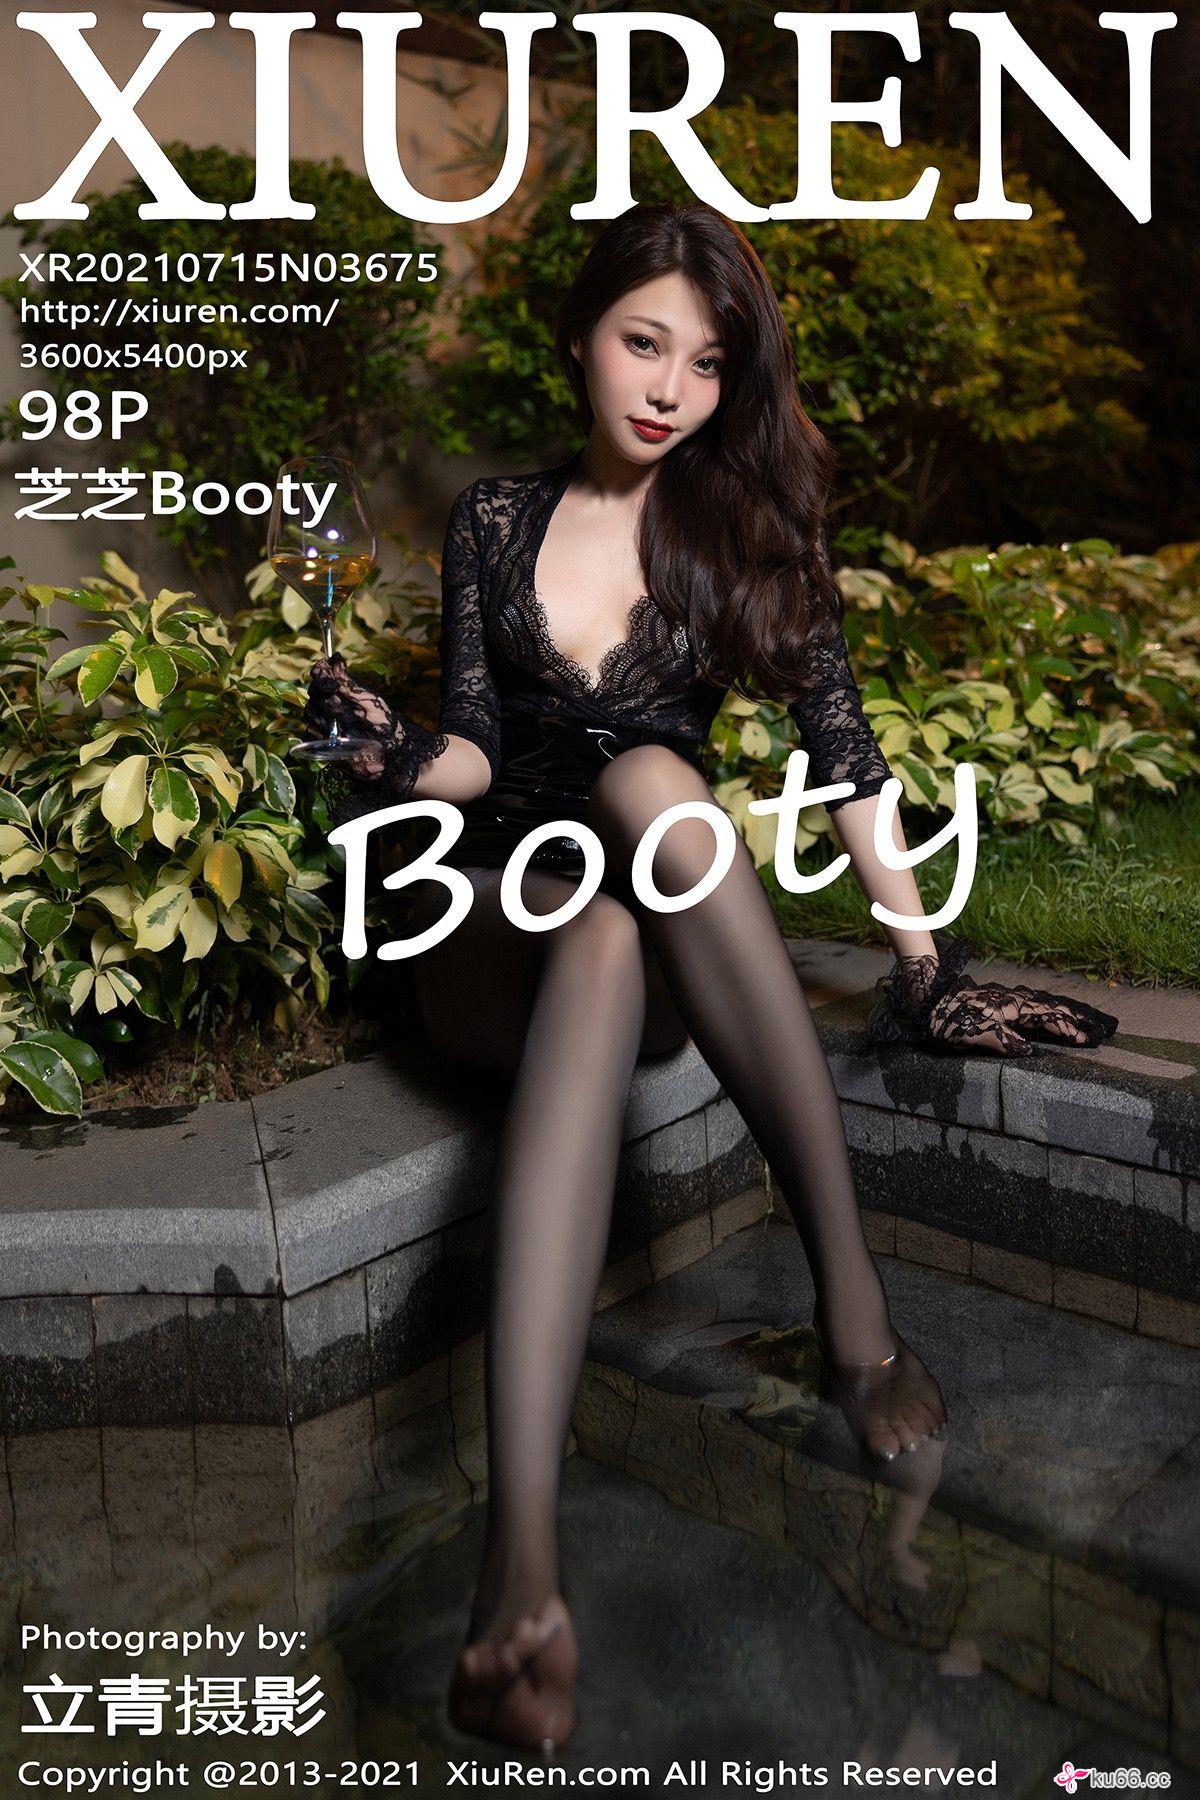 XIUREN
XR20210715N03675
http://xiuren.com/
3600x5400px
98P
芝芝Booty
Booty
Photography by:
立青摄影
Copyright @2013-2021 XiuRen.com All Rights Reserved
ku66.cc